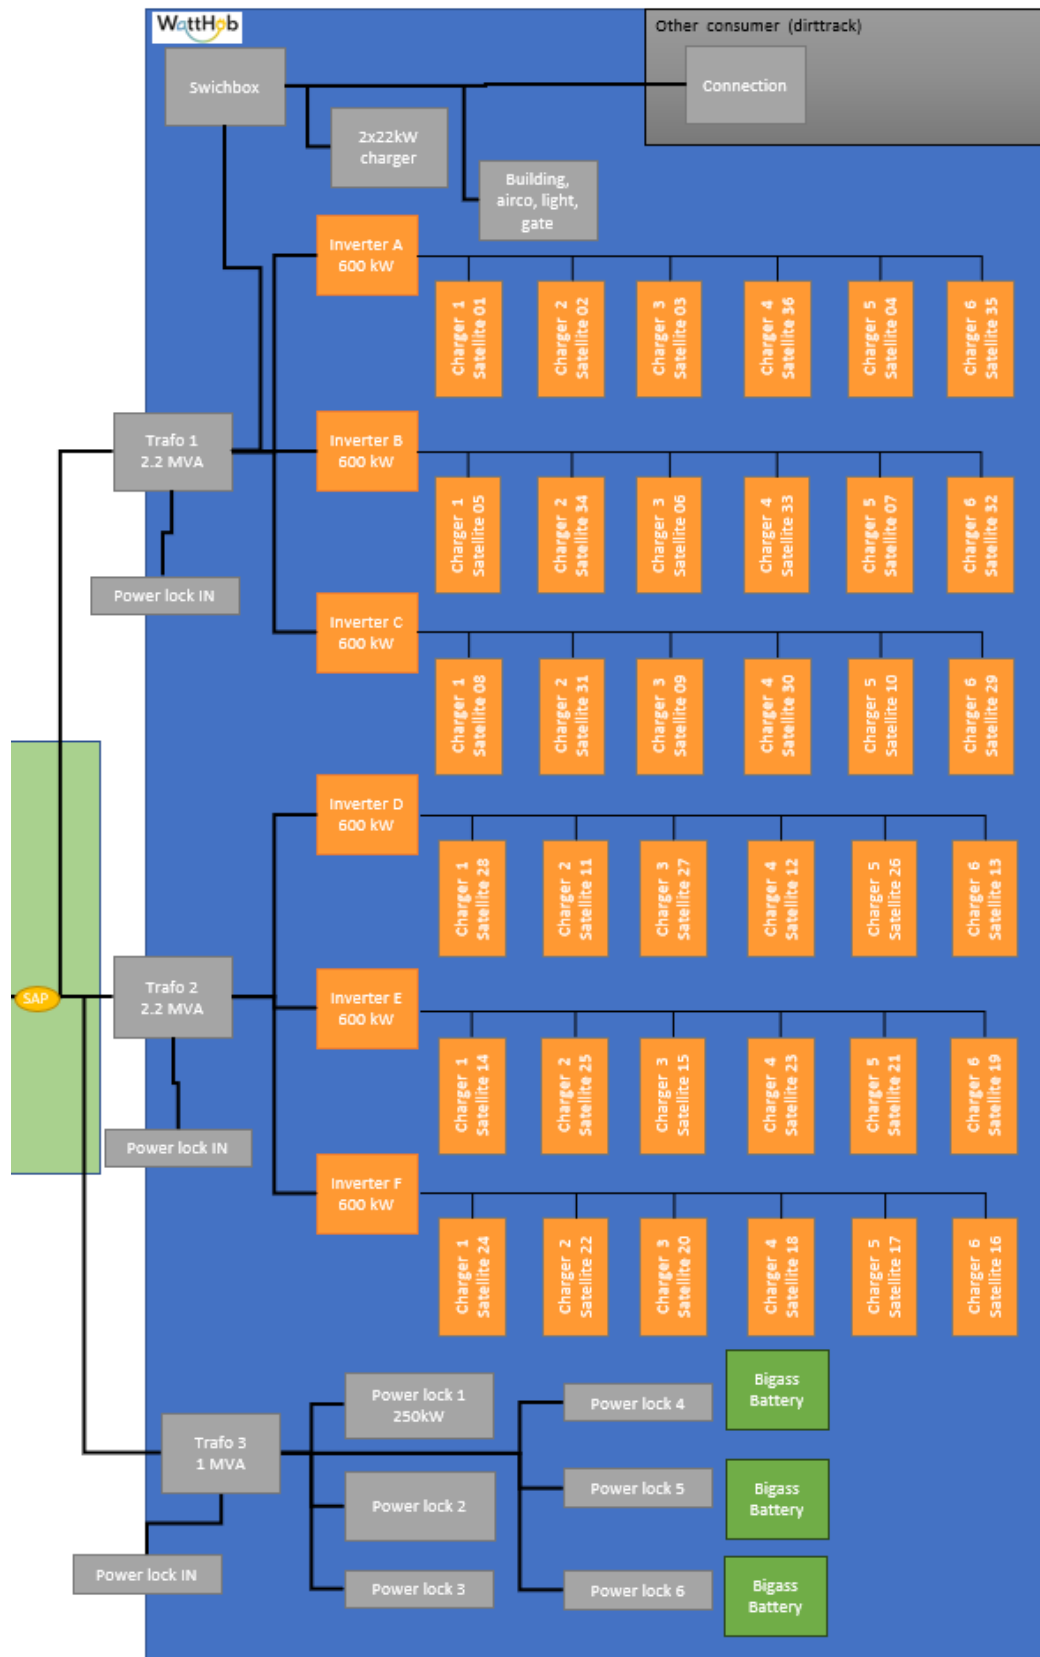 WattHub
Other consumer (dirttrack)
Swichbox
Connection
2x22kW
charger
Building,
airco, light,
gate
Inverter A
600 kW
Charger 1
Satellite 01
Charger 2
Satellite 02
Charger 3
Satellite 03
Charger 4
Satellite 36
Charger 5
Satellite 04
Charger 6
Satellite 35
Trafo 1
2.2 MVA
Inverter B
600 kW
Charger 1
Satellite 05
Charger 2
Satellite 34
Charger 3
Satellite 06
Charger 4
Satellite 33
Charger 5
Satellite 07
Charger 6
Satellite 32
Power lock IN
Inverter C
600 kW
Charger 1
Satellite 08
Charger 2
Satellite 31
Charger 3
Satellite 09
Charger 4
Satellite 30
Charger 5
Satellite 10
Charger 6
Satellite 29
Inverter D
600 kW
Charger 1
Satellite 28
Charger 2
Satellite 11
Charger 3
Satellite 27
Charger 4
Satellite 12
Charger 5
Satellite 26
Charger 6
Satellite 13
SAP
Trafo 2
2.2 MVA
Inverter E
600 kW
Charger 1
Satellite 14
Charger 2
Satellite 25
Charger 3
Satellite 15
Charger 4
Satellite 23
Charger 5
Satellite 21
Charger 6
Satellite 19
Power lock IN
Inverter F
600 kW
Charger 1
Satellite 24
Charger 2
Satellite 22
Charger 3
Satellite 20
Charger 4
Satellite 18
Charger 5
Satellite 17
Charger 6
Satellite 16
Trafo 3
1 MVA
Power lock 1
250kW
Power lock 4
Bigass
Battery
Power lock 2
Power lock 5
Bigass
Battery
Power lock IN
Power lock 3
Power lock 6
Bigass
Battery